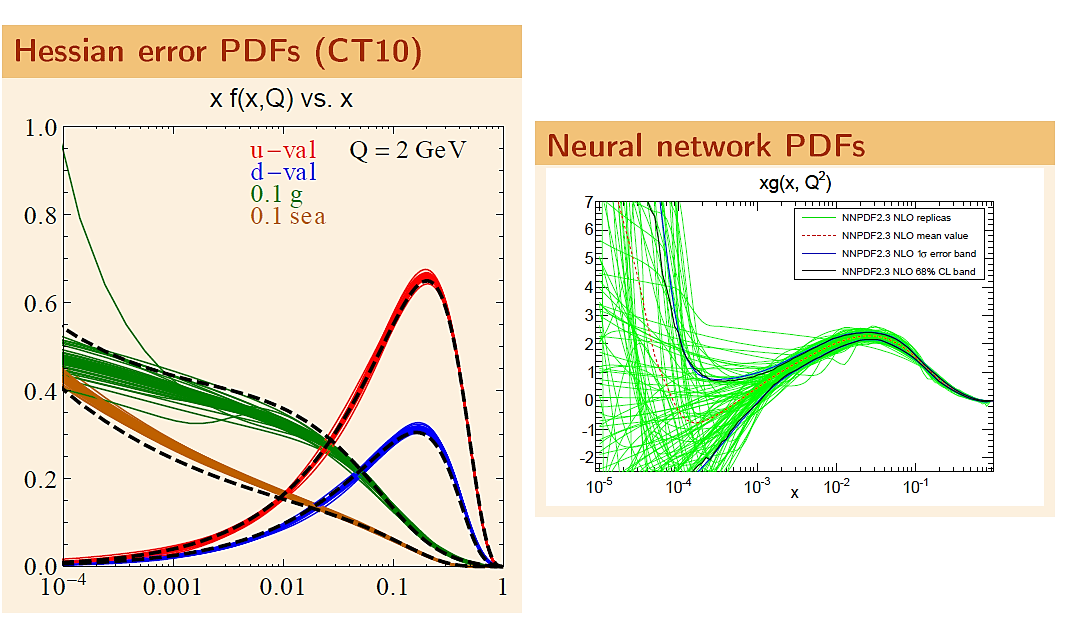 Hessian error PDFs (CT10)
x f(x,Q) vs. x
1.0
0.8
0.6
0.4
0.2
0.0
u−val
d−val
0.1 g
0.1 sea
Q = 2 GeV
10⁻⁴ 0.001 0.01 0.1 1
Neural network PDFs
xg(x, Q²)
7
6
5
4
3
2
1
0
-1
-2
NNPDF2.3 NLO replicas
NNPDF2.3 NLO mean value
NNPDF2.3 NLO 1σ error band
NNPDF2.3 NLO 68% CL band
10⁻⁵ 10⁻⁴ 10⁻³ 10⁻² 10⁻¹
x